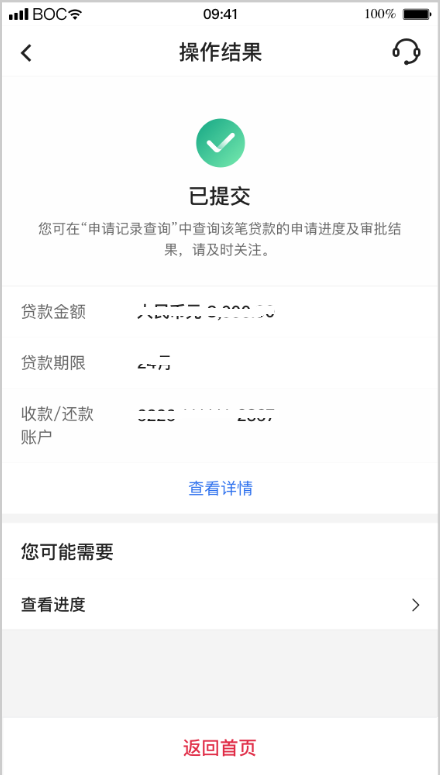 BOC 09:41 100%
操作结果
已提交
您可在“申请记录查询”中查询该笔贷款的申请进度及审批结
果，请及时关注。
贷款金额
贷款期限
收款/还款
账户
查看详情
您可能需要
查看进度
返回首页